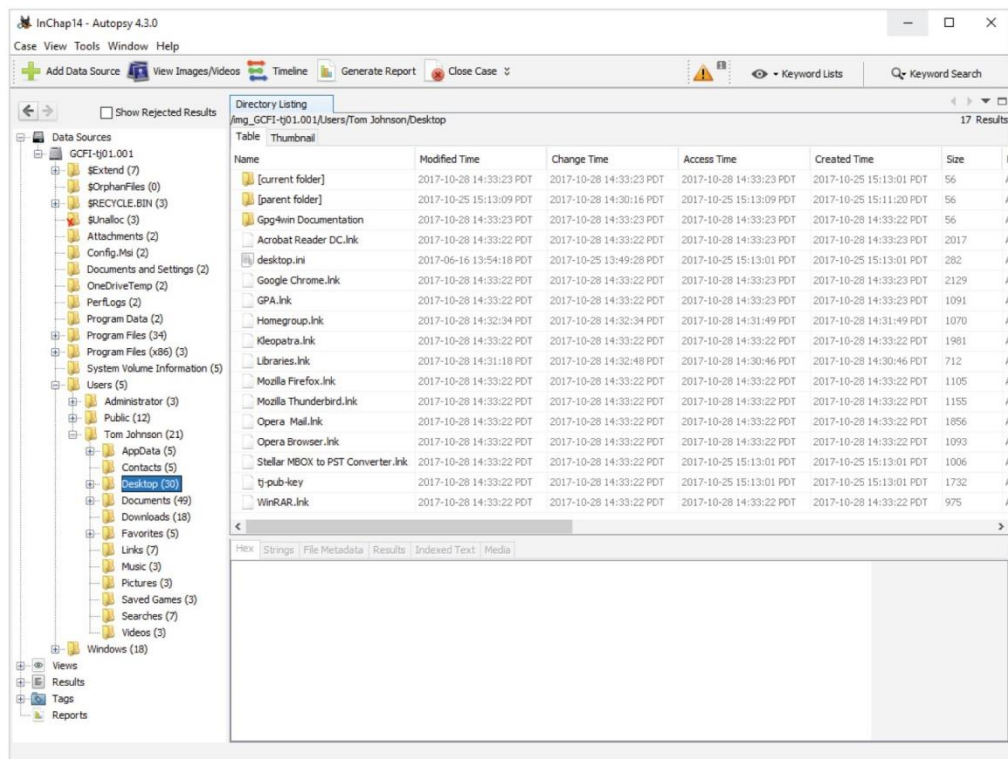 InChap14 - Autopsy 4.3.0
Case View Tools Window Help
Add Data Source View Images/Videos Timeline Generate Report Close Case Keyword Lists Keyword Search
Show Rejected Results
Data Sources
GCFI-tj01.001
$Extend (7)
$OrphanFiles (0)
$RECYCLE.BIN (3)
$Unalloc (3)
Attachments (2)
Config.Msi (2)
Documents and Settings (2)
OneDriveTemp (2)
PerfLogs (2)
Program Data (2)
Program Files (34)
Program Files (x86) (3)
System Volume Information (5)
Users (5)
Administrator (3)
Public (12)
Tom Johnson (21)
AppData (5)
Contacts (5)
Desktop (30)
Documents (49)
Downloads (18)
Favorites (5)
Links (7)
Music (3)
Pictures (3)
Saved Games (3)
Searches (7)
Videos (3)
Windows (18)
Views
Results
Tags
Reports
Directory Listing
/img_GCFI-tj01.001/Users/Tom Johnson/Desktop 17 Results
Table Thumbnail
Name Modified Time Change Time Access Time Created Time Size
[current folder] 2017-10-28 14:33:23 PDT 2017-10-28 14:33:23 PDT 2017-10-28 14:33:23 PDT 2017-10-25 15:13:01 PDT 56
[parent folder] 2017-10-25 15:13:09 PDT 2017-10-28 14:30:16 PDT 2017-10-25 15:13:09 PDT 2017-10-25 15:11:20 PDT 56
Gpg4win Documentation 2017-10-28 14:33:23 PDT 2017-10-28 14:33:23 PDT 2017-10-28 14:33:23 PDT 2017-10-28 14:33:22 PDT 56
Acrobat Reader DC.lnk 2017-10-28 14:33:22 PDT 2017-10-28 14:33:22 PDT 2017-10-28 14:33:23 PDT 2017-10-28 14:33:23 PDT 2017
desktop.ini 2017-06-16 13:54:18 PDT 2017-10-25 13:49:28 PDT 2017-10-25 15:13:01 PDT 2017-10-25 15:13:01 PDT 282
Google Chrome.lnk 2017-10-28 14:33:22 PDT 2017-10-28 14:33:22 PDT 2017-10-28 14:33:23 PDT 2017-10-28 14:33:23 PDT 2129
GPA.lnk 2017-10-28 14:33:22 PDT 2017-10-28 14:33:22 PDT 2017-10-28 14:33:23 PDT 2017-10-28 14:33:23 PDT 1091
Homegroup.lnk 2017-10-28 14:32:34 PDT 2017-10-28 14:32:34 PDT 2017-10-28 14:31:49 PDT 2017-10-28 14:31:49 PDT 1070
Kleopatra.lnk 2017-10-28 14:33:22 PDT 2017-10-28 14:33:22 PDT 2017-10-28 14:33:22 PDT 2017-10-28 14:33:22 PDT 1981
Libraries.lnk 2017-10-28 14:31:18 PDT 2017-10-28 14:32:48 PDT 2017-10-28 14:30:46 PDT 2017-10-28 14:30:46 PDT 712
Mozilla Firefox.lnk 2017-10-28 14:33:22 PDT 2017-10-28 14:33:22 PDT 2017-10-28 14:33:22 PDT 2017-10-28 14:33:22 PDT 1105
Mozilla Thunderbird.lnk 2017-10-28 14:33:22 PDT 2017-10-28 14:33:22 PDT 2017-10-28 14:33:22 PDT 2017-10-28 14:33:22 PDT 1155
Opera Mail.lnk 2017-10-28 14:33:22 PDT 2017-10-28 14:33:22 PDT 2017-10-28 14:33:22 PDT 2017-10-28 14:33:22 PDT 1856
Opera Browser.lnk 2017-10-28 14:33:22 PDT 2017-10-28 14:33:22 PDT 2017-10-28 14:33:22 PDT 2017-10-28 14:33:22 PDT 1093
Stellar MBOX to PST Converter.lnk 2017-10-28 14:33:22 PDT 2017-10-28 14:33:22 PDT 2017-10-25 15:13:01 PDT 2017-10-25 15:13:01 PDT 1006
tj-pub-key 2017-10-28 14:33:22 PDT 2017-10-28 14:33:22 PDT 2017-10-25 15:13:01 PDT 2017-10-25 15:13:01 PDT 1732
WinRAR.lnk 2017-10-28 14:33:22 PDT 2017-10-28 14:33:22 PDT 2017-10-28 14:33:22 PDT 2017-10-28 14:33:22 PDT 975
Hex Strings File Metadata Results Indexed Text Media